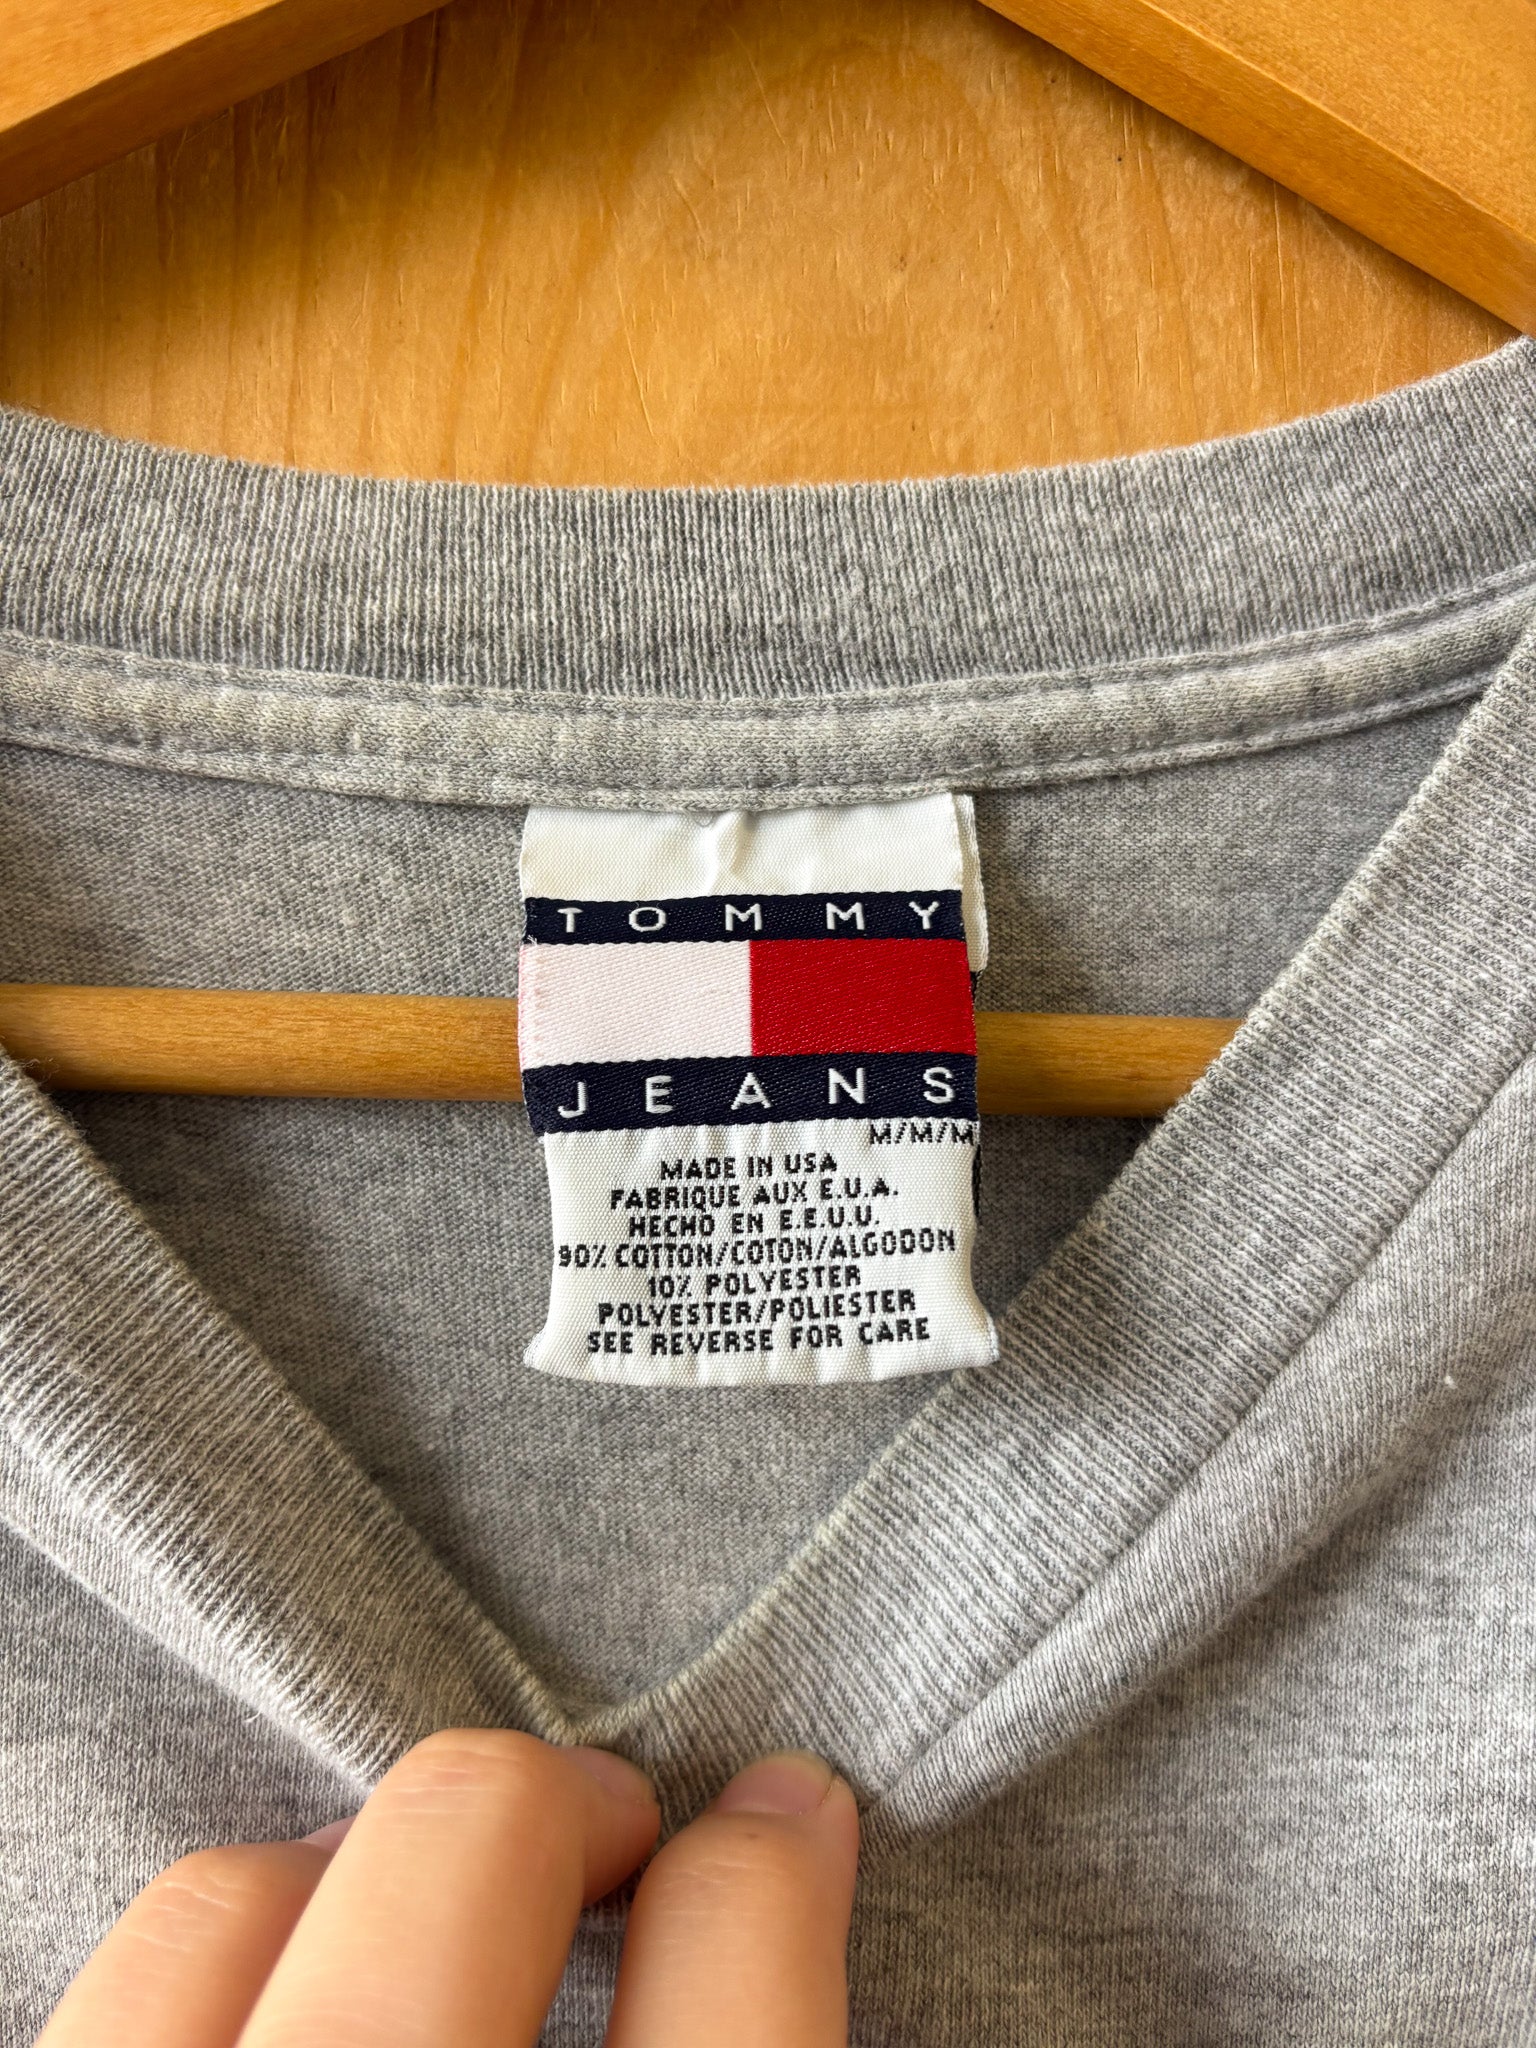 TOMMY
JEANS
M/M/M
MADE IN USA
FABRIQUE AUX E.U.A.
HECHO EN E.E.U.U.
90% COTTON/COTON/ALGODON
10% POLYESTER
POLYESTER/POLIESTER
SEE REVERSE FOR CARE